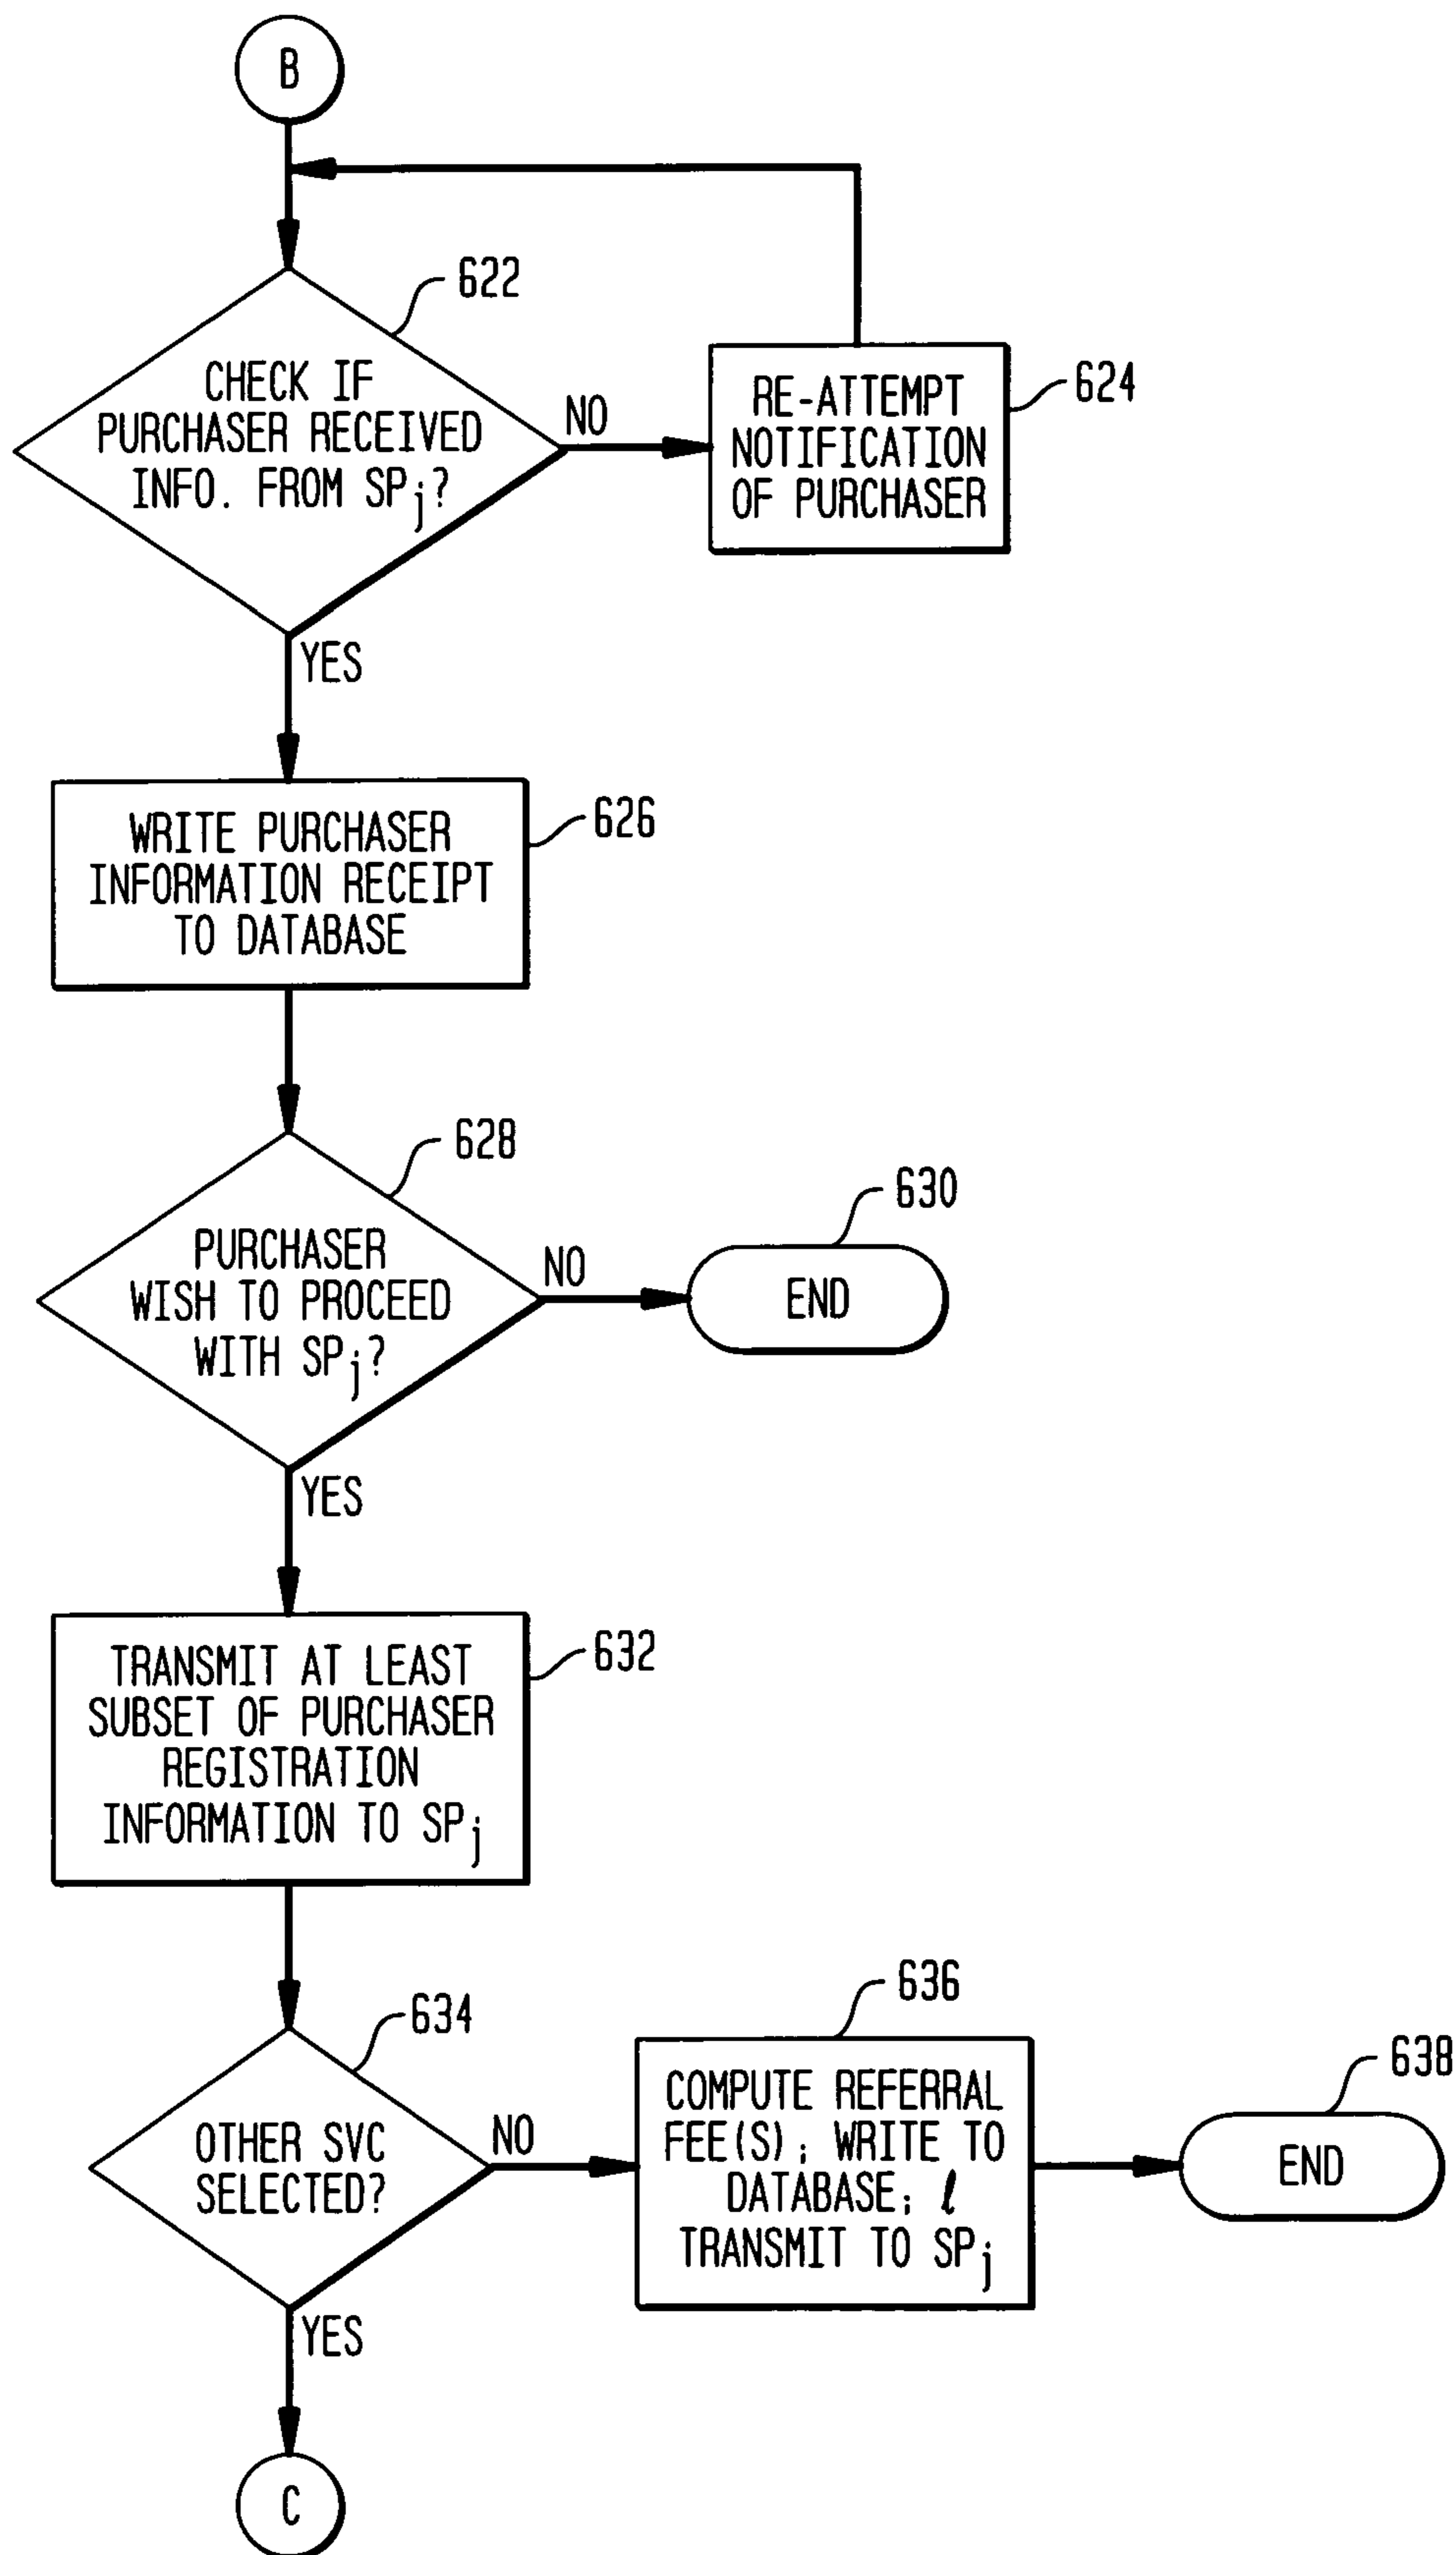 B
622
CHECK IF
PURCHASER RECEIVED
INFO. FROM SPj?
NO
RE-ATTEMPT
NOTIFICATION
OF PURCHASER
624
YES
WRITE PURCHASER
INFORMATION RECEIPT
TO DATABASE
626
628
PURCHASER
WISH TO PROCEED
WITH SPj?
NO
630
END
YES
TRANSMIT AT LEAST
SUBSET OF PURCHASER
REGISTRATION
INFORMATION TO SPj
632
634
OTHER SVC
SELECTED?
NO
636
COMPUTE REFERRAL
FEE(S); WRITE TO
DATABASE; ℓ
TRANSMIT TO SPj
638
END
YES
C